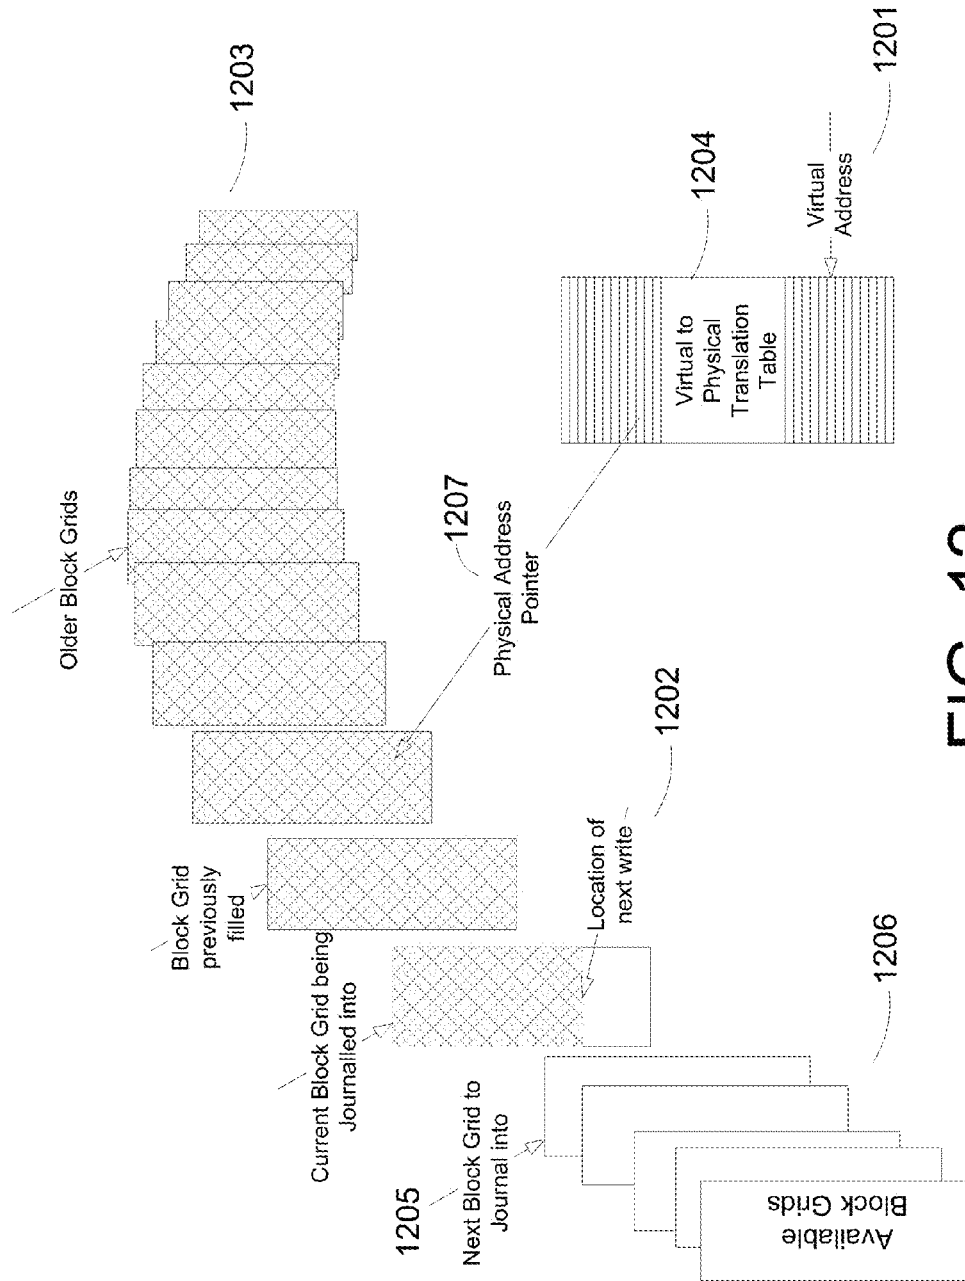 Older Block Grids
Block Grid
previously
filled
1203
Current Block Grid being
Journalled into
1205
Next Block Grid to
Journal into
1207
Physical Address
Pointer
Location of
next write
1202
Virtual to
Physical
Translation
Table
1204
Virtual
Address
1201
Available
Block Grids
1206